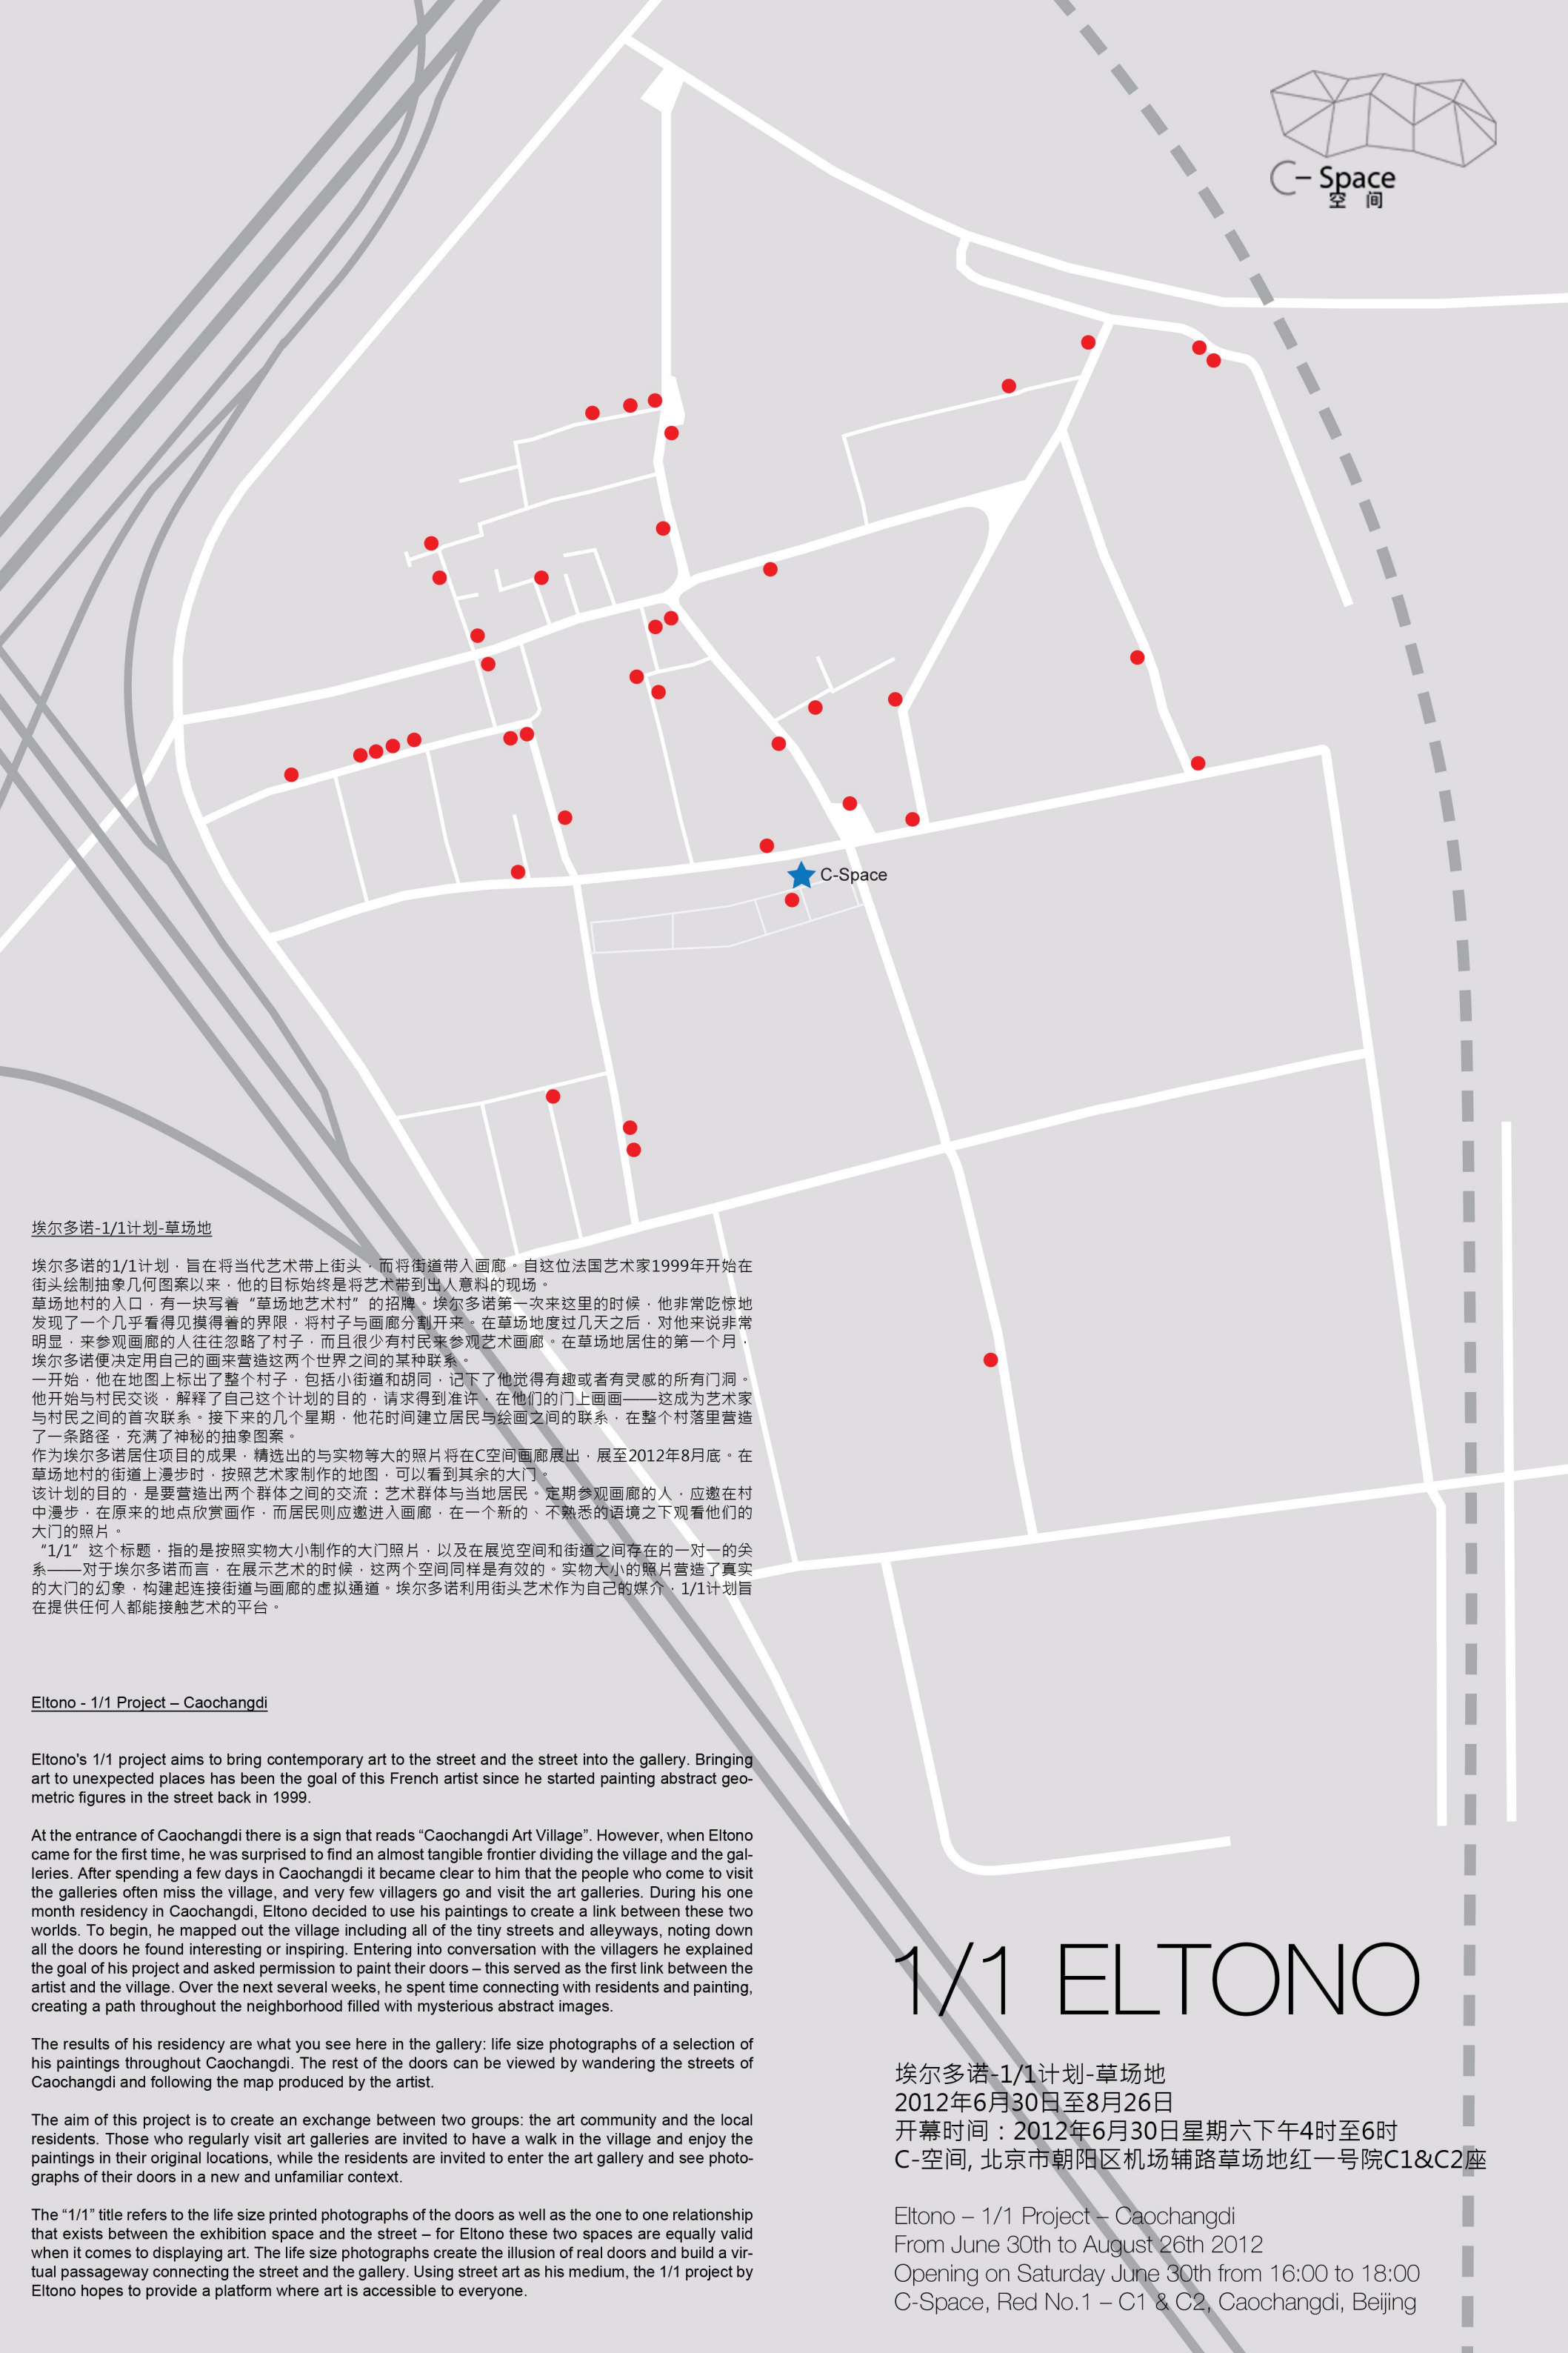 C- Space
空 间
C-Space
埃尔多诺-1/1计划-草场地
埃尔多诺的1/1计划，旨在将当代艺术带上街头，而将街道带入画廊。自这位法国艺术家1999年开始在
街头绘制抽象几何图案以来，他的目标始终是将艺术带到出人意料的现场。
草场地村的入口，有一块写着“草场地艺术村”的招牌。埃尔多诺第一次来这里的时候，他非常吃惊地
发现了一个几乎看得见摸得着的界限，将村子与画廊分割开来。在草场地度过几天之后，对他来说非常
明显，来参观画廊的人往往忽略了村子，而且很少有村民来参观艺术画廊。在草场地居住的第一个月，
埃尔多诺便决定用自己的画来营造这两个世界之间的某种联系。
一开始，他在地图上标出了整个村子，包括小街道和胡同，记下了他觉得有趣或者有灵感的所有门洞。
他开始与村民交谈，解释了自己这个计划的目的，请求得到准许，在他们的门上画画——这成为艺术家
与村民之间的首次联系。接下来的几个星期，他花时间建立居民与绘画之间的联系，在整个村落里营造
了一条路径，充满了神秘的抽象图案。
作为埃尔多诺居住项目的成果，精选出的与实物等大的照片将在C空间画廊展出，展至2012年8月底。在
草场地村的街道上漫步时，按照艺术家制作的地图，可以看到其余的大门。
该计划的目的，是要营造出两个群体之间的交流：艺术群体与当地居民。定期参观画廊的人，应邀在村
中漫步，在原来的地点欣赏画作，而居民则应邀进入画廊，在一个新的、不熟悉的语境之下观看他们的
大门的照片。
“1/1”这个标题，指的是按照实物大小制作的大门照片，以及在展览空间和街道之间存在的一对一的关
系——对于埃尔多诺而言，在展示艺术的时候，这两个空间同样是有效的。实物大小的照片营造了真实
的大门的幻象，构建起连接街道与画廊的虚拟通道。埃尔多诺利用街头艺术作为自己的媒介，1/1计划旨
在提供任何人都能接触艺术的平台。
Eltono - 1/1 Project – Caochangdi
Eltono's 1/1 project aims to bring contemporary art to the street and the street into the gallery. Bringing
art to unexpected places has been the goal of this French artist since he started painting abstract geo-
metric figures in the street back in 1999.
At the entrance of Caochangdi there is a sign that reads “Caochangdi Art Village”. However, when Eltono
came for the first time, he was surprised to find an almost tangible frontier dividing the village and the gal-
leries. After spending a few days in Caochangdi it became clear to him that the people who come to visit
the galleries often miss the village, and very few villagers go and visit the art galleries. During his one
month residency in Caochangdi, Eltono decided to use his paintings to create a link between these two
worlds. To begin, he mapped out the village including all of the tiny streets and alleyways, noting down
all the doors he found interesting or inspiring. Entering into conversation with the villagers he explained
the goal of his project and asked permission to paint their doors – this served as the first link between the
artist and the village. Over the next several weeks, he spent time connecting with residents and painting,
creating a path throughout the neighborhood filled with mysterious abstract images.
The results of his residency are what you see here in the gallery: life size photographs of a selection of
his paintings throughout Caochangdi. The rest of the doors can be viewed by wandering the streets of
Caochangdi and following the map produced by the artist.
The aim of this project is to create an exchange between two groups: the art community and the local
residents. Those who regularly visit art galleries are invited to have a walk in the village and enjoy the
paintings in their original locations, while the residents are invited to enter the art gallery and see photo-
graphs of their doors in a new and unfamiliar context.
The “1/1” title refers to the life size printed photographs of the doors as well as the one to one relationship
that exists between the exhibition space and the street – for Eltono these two spaces are equally valid
when it comes to displaying art. The life size photographs create the illusion of real doors and build a vir-
tual passageway connecting the street and the gallery. Using street art as his medium, the 1/1 project by
Eltono hopes to provide a platform where art is accessible to everyone.
1/1 ELTONO
埃尔多诺-1/1计划-草场地
2012年6月30日至8月26日
开幕时间：2012年6月30日星期六下午4时至6时
C-空间, 北京市朝阳区机场辅路草场地红一号院C1&C2座
Eltono – 1/1 Project – Caochangdi
From June 30th to August 26th 2012
Opening on Saturday June 30th from 16:00 to 18:00
C-Space, Red No.1 – C1 & C2, Caochangdi, Beijing